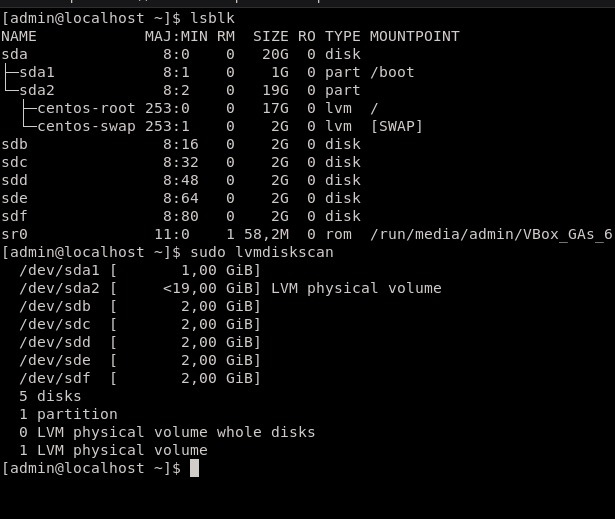 [admin@localhost ~]$ lsblk
NAME            MAJ:MIN RM  SIZE RO TYPE MOUNTPOINT
sda               8:0    0   20G  0 disk
├─sda1            8:1    0    1G  0 part /boot
└─sda2            8:2    0   19G  0 part
  ├─centos-root 253:0    0   17G  0 lvm  /
  └─centos-swap 253:1    0    2G  0 lvm  [SWAP]
sdb               8:16   0    2G  0 disk
sdc               8:32   0    2G  0 disk
sdd               8:48   0    2G  0 disk
sde               8:64   0    2G  0 disk
sdf               8:80   0    2G  0 disk
sr0              11:0    1 58,2M  0 rom  /run/media/admin/VBox_GAs_6
[admin@localhost ~]$ sudo lvmdiskscan
  /dev/sda1 [       1,00 GiB]
  /dev/sda2 [     <19,00 GiB] LVM physical volume
  /dev/sdb  [       2,00 GiB]
  /dev/sdc  [       2,00 GiB]
  /dev/sdd  [       2,00 GiB]
  /dev/sde  [       2,00 GiB]
  /dev/sdf  [       2,00 GiB]
  5 disks
  1 partition
  0 LVM physical volume whole disks
  1 LVM physical volume
[admin@localhost ~]$